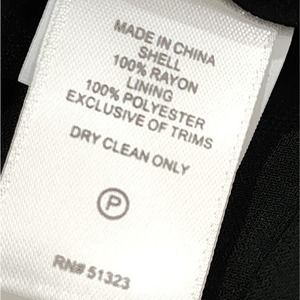 MADE IN CHINA
SHELL
100% RAYON
LINING
100% POLYESTER
EXCLUSIVE OF TRIMS
DRY CLEAN ONLY
P
RN# 51323